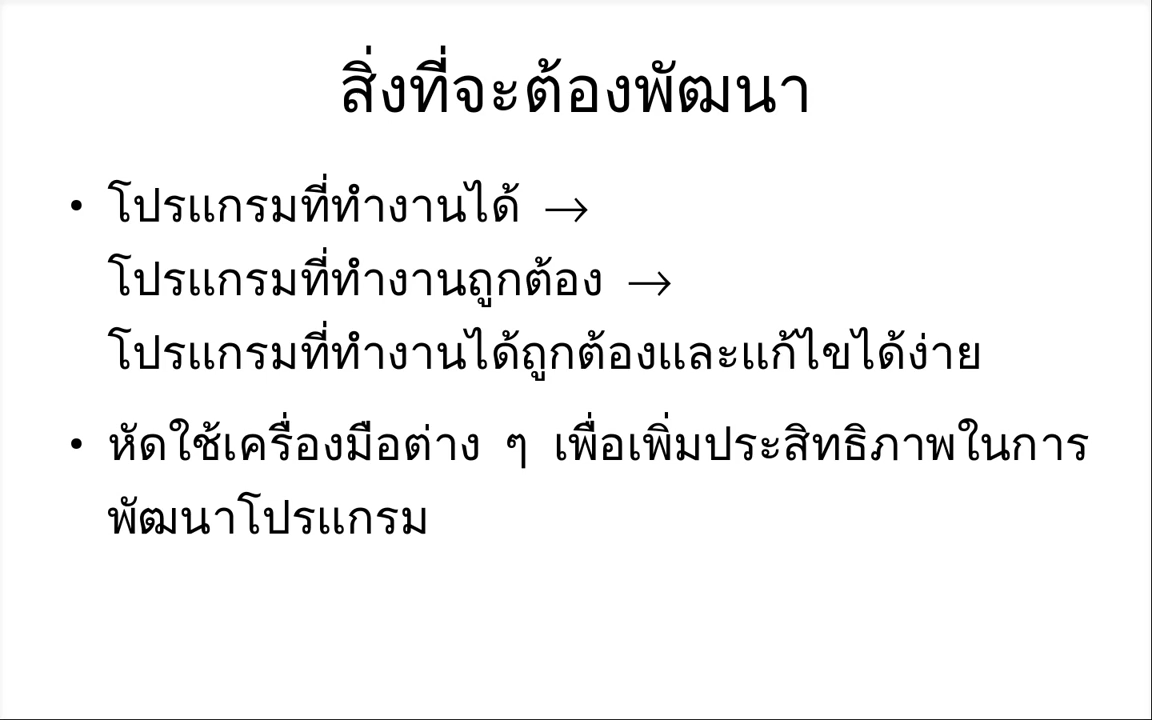 สิ่งที่จะต้องพัฒนา
• โปรแกรมที่ทำงานได้ →
โปรแกรมที่ทำงานถูกต้อง →
โปรแกรมที่ทำงานได้ถูกต้องและแก้ไขได้ง่าย
• หัดใช้เครื่องมือต่าง ๆ เพื่อเพิ่มประสิทธิภาพในการ
พัฒนาโปรแกรม